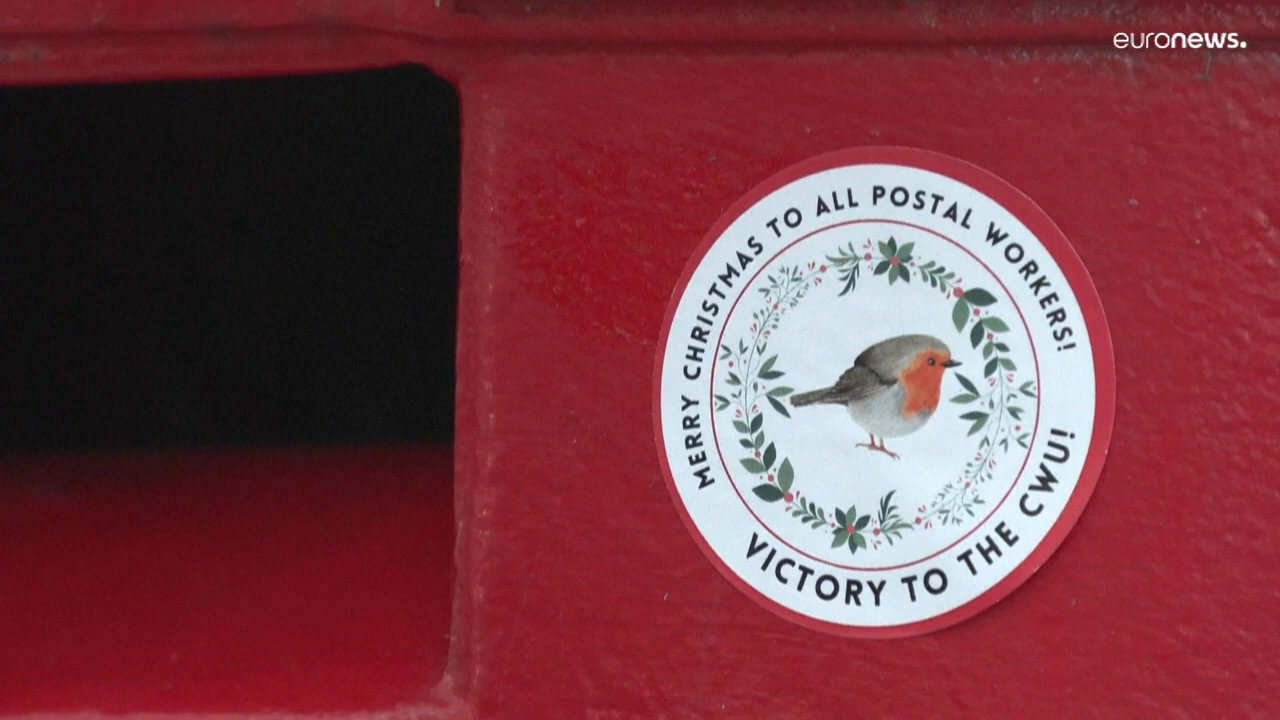 euronews.
MERRY CHRISTMAS TO ALL POSTAL WORKERS!
VICTORY TO THE CWU!